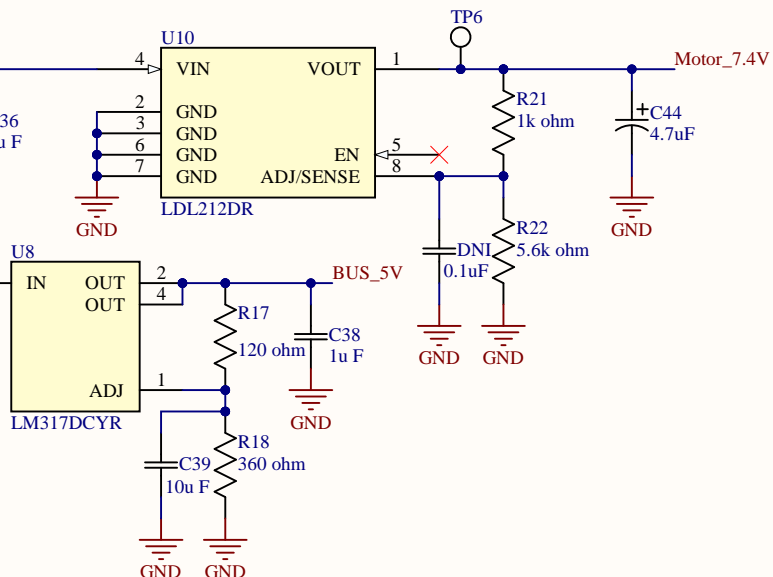 TP6
U10
4
VIN
VOUT
1
Motor_7.4V
2
GND
3
GND
6
GND
7
GND
EN
5
ADJ/SENSE
8
R21
1k ohm
C44
4.7uF
36
u F
LDL212DR
GND
GND
R22
5.6k ohm
DNI
0.1uF
GND
GND
U8
IN
OUT
2
OUT
4
BUS_5V
R17
120 ohm
C38
1u F
ADJ
1
GND
LM317DCYR
R18
360 ohm
C39
10u F
GND
GND